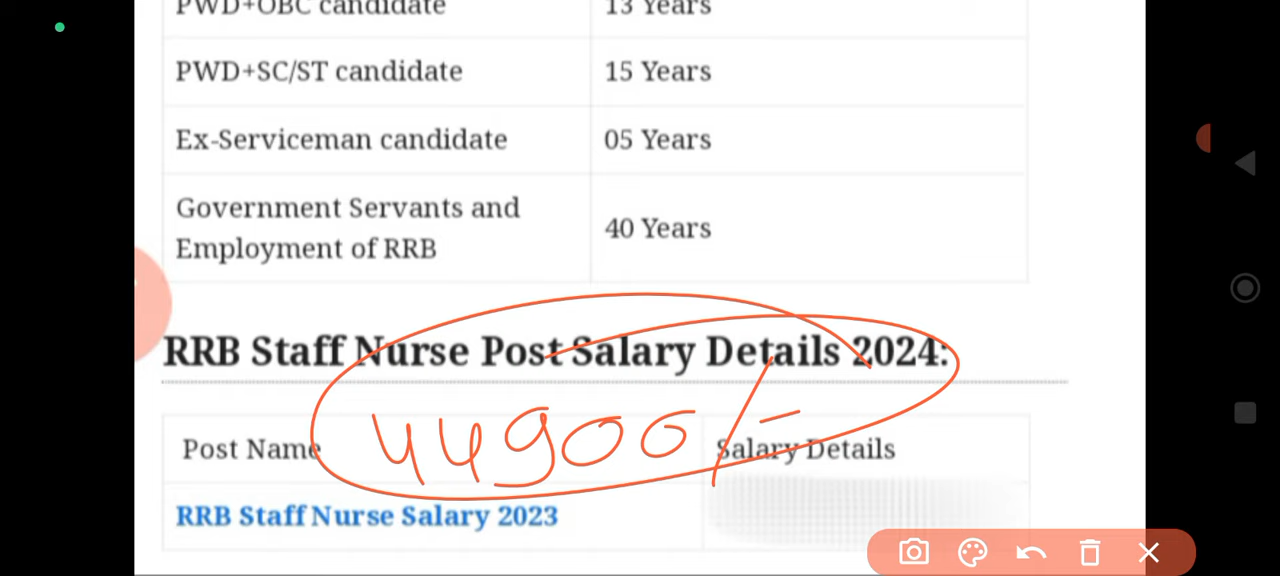 PWD+OBC candidate 13 Years
PWD+SC/ST candidate 15 Years
Ex-Serviceman candidate 05 Years
Government Servants and
Employment of RRB 40 Years
RRB Staff Nurse Post Salary Details 2024:
44900/-
Post Name Salary Details
RRB Staff Nurse Salary 2023